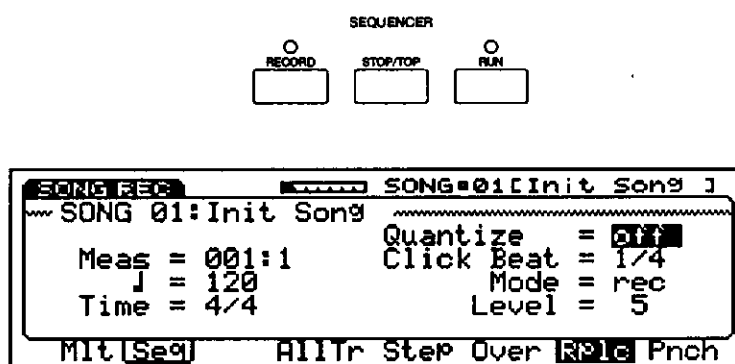 SEQUENCER
RECORD STOP/TOP RUN
SONG REC SONG=01[Init Song ]
SONG 01:Init Song
Quantize = off
Meas = 001:1 Click Beat = 1/4
♩ = 120 Mode = rec
Time = 4/4 Level = 5
Mlt Seq AllTr Step Over Rplc Pnch